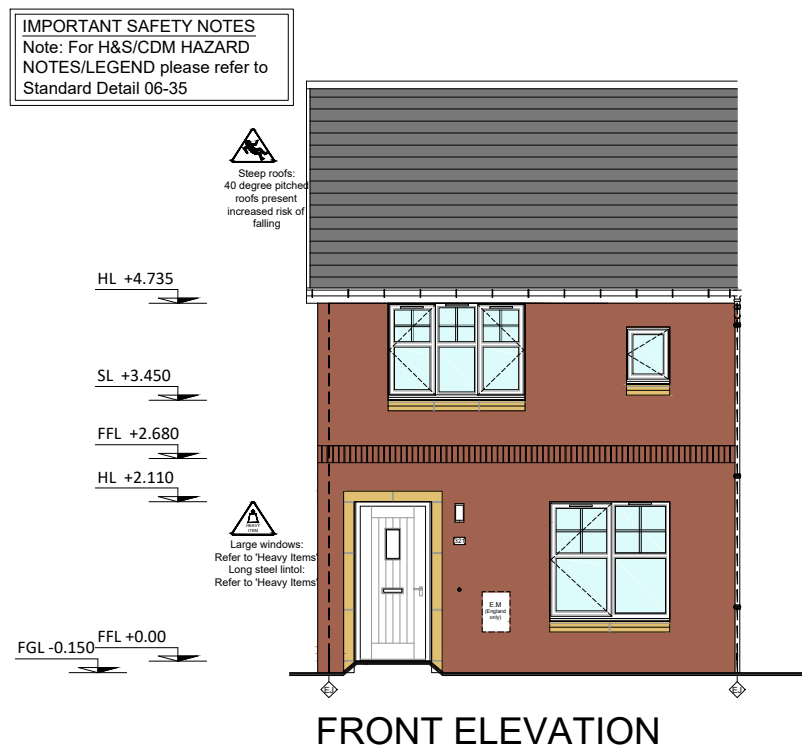 IMPORTANT SAFETY NOTES
Note: For H&S/CDM HAZARD
NOTES/LEGEND please refer to
Standard Detail 06-35
Steep roofs:
40 degree pitched
roofs present
increased risk of
falling
HL +4.735
SL +3.450
FFL +2.680
HL +2.110
HEAVY
ITEM
Large windows:
Refer to 'Heavy Items'
Long steel lintol:
Refer to 'Heavy Items'
E.M
(England
only)
FFL +0.00
FGL -0.150
E.J
E.J
FRONT ELEVATION